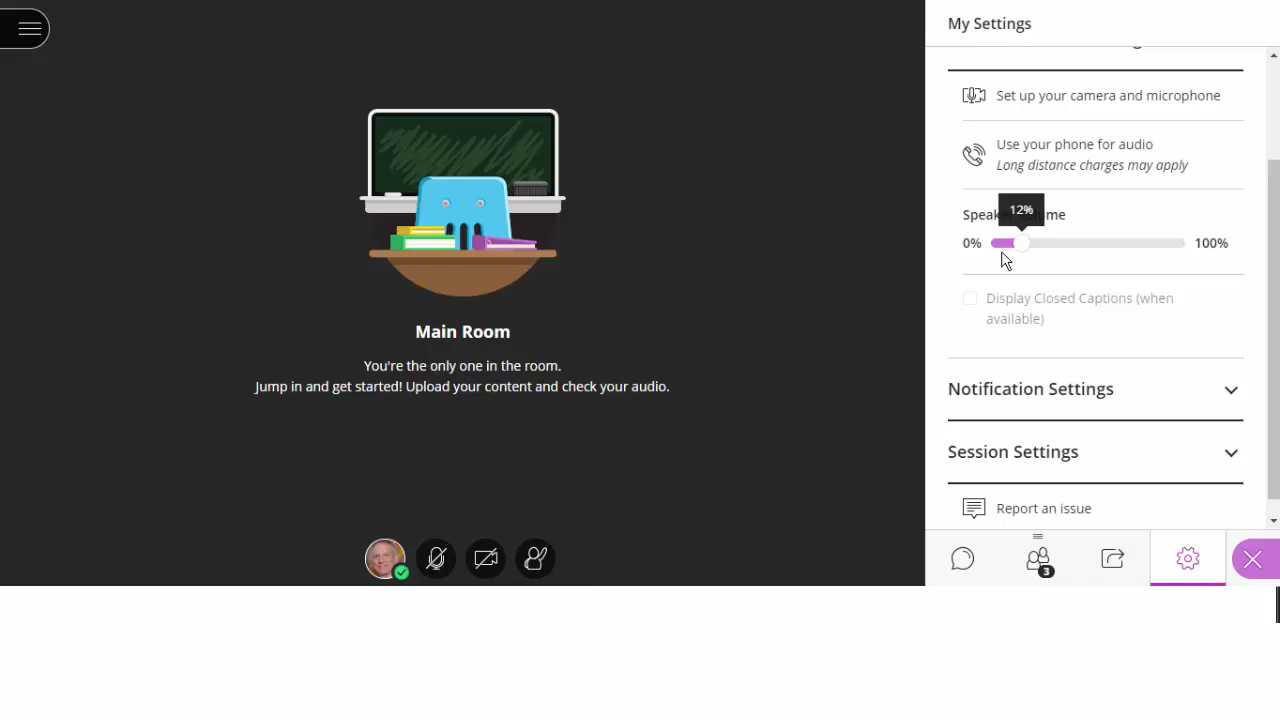 My Settings
Set up your camera and microphone
Use your phone for audio
Long distance charges may apply
12%
0%
100%
Display Closed Captions (when
available)
Notification Settings
Session Settings
Report an issue
3
Main Room
You're the only one in the room.
Jump in and get started! Upload your content and check your audio.